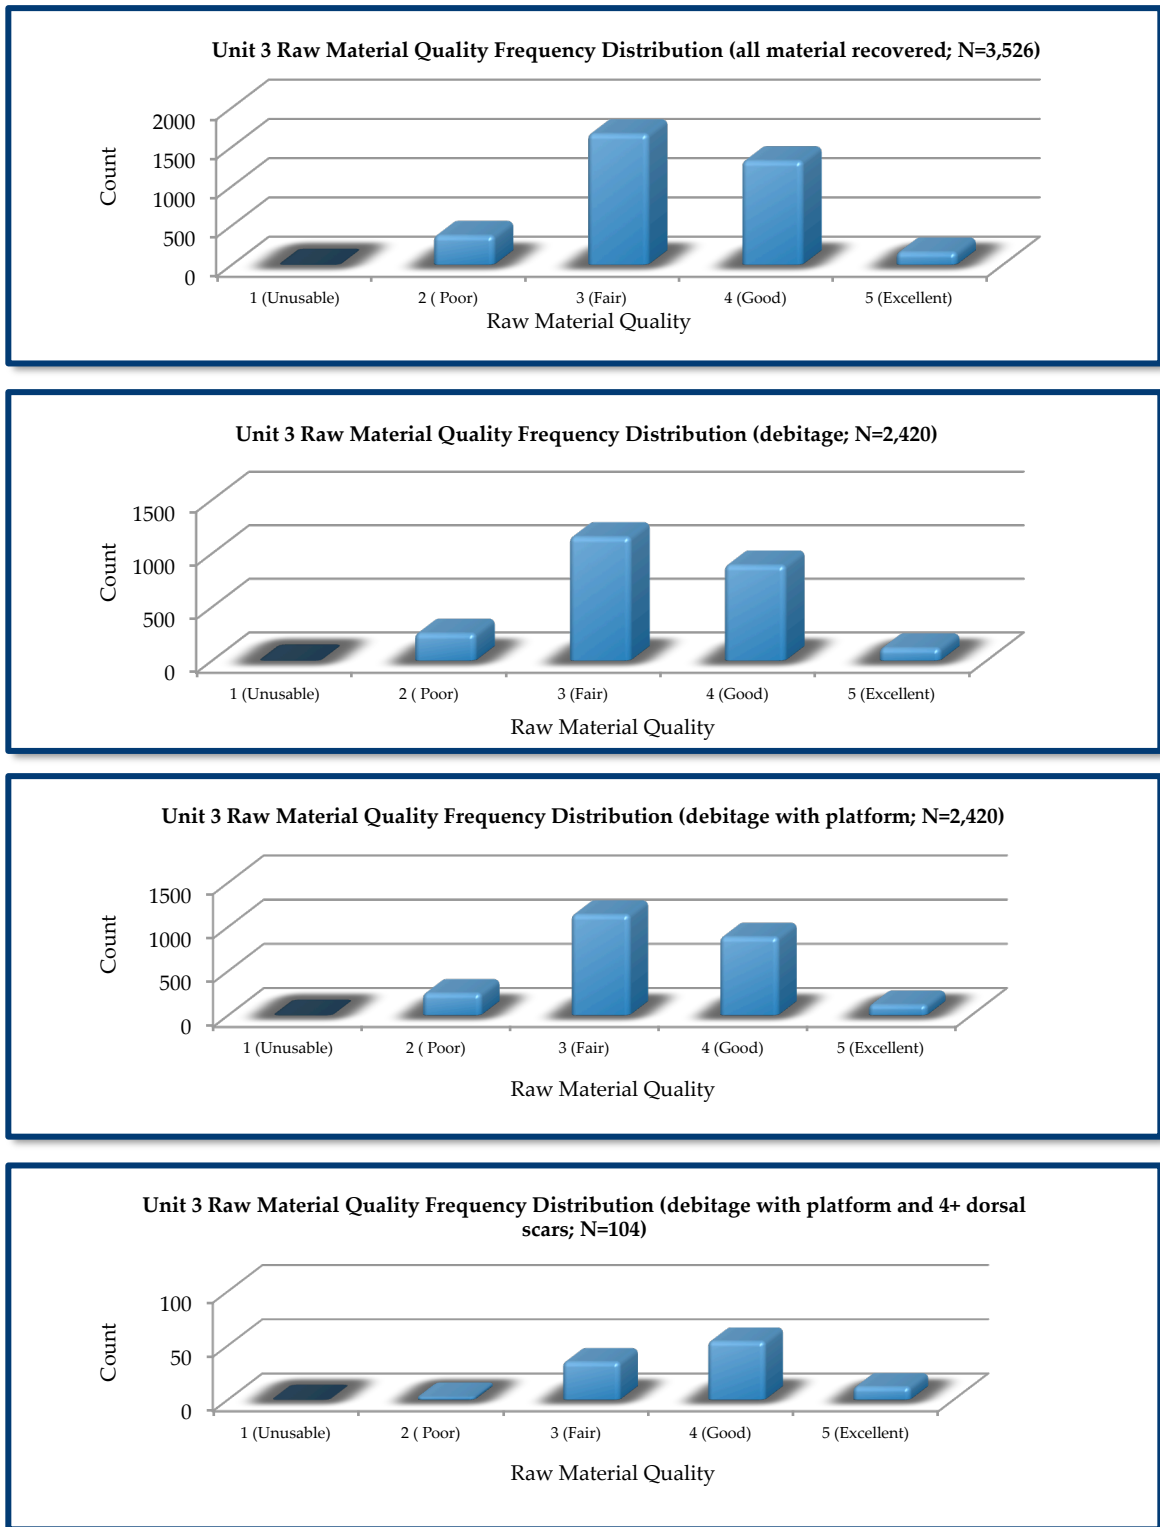 Unit 3 Raw Material Quality Frequency Distribution (all material recovered; N=3,526)
Count
2000
1500
1000
500
0
1 (Unusable) 2 ( Poor) 3 (Fair) 4 (Good) 5 (Excellent)
Raw Material Quality
Unit 3 Raw Material Quality Frequency Distribution (debitage; N=2,420)
Count
1500
1000
500
0
1 (Unusable) 2 ( Poor) 3 (Fair) 4 (Good) 5 (Excellent)
Raw Material Quality
Unit 3 Raw Material Quality Frequency Distribution (debitage with platform; N=2,420)
Count
1500
1000
500
0
1 (Unusable) 2 ( Poor) 3 (Fair) 4 (Good) 5 (Excellent)
Raw Material Quality
Unit 3 Raw Material Quality Frequency Distribution (debitage with platform and 4+ dorsal
scars; N=104)
Count
100
50
0
1 (Unusable) 2 ( Poor) 3 (Fair) 4 (Good) 5 (Excellent)
Raw Material Quality